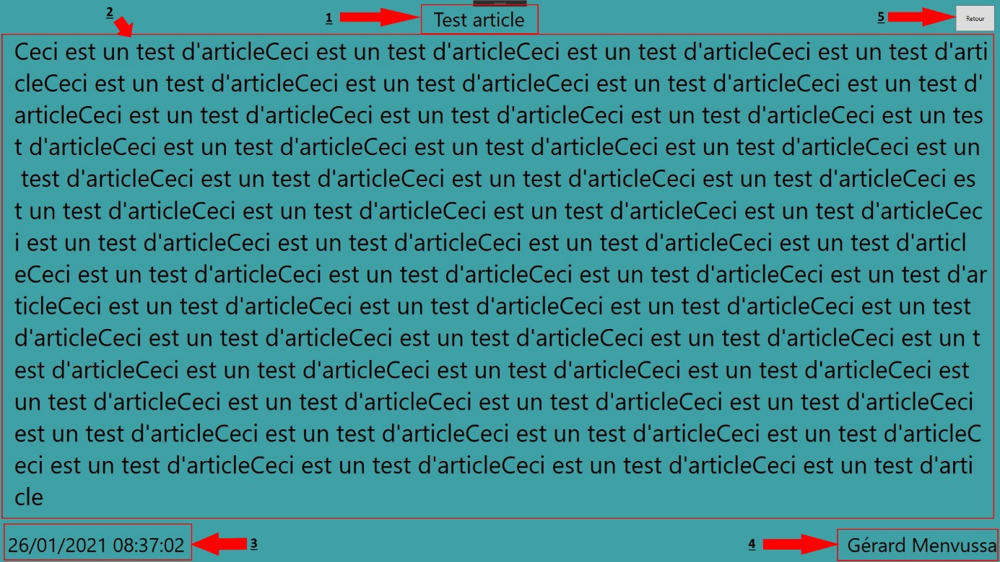 2
1
Test article
5
Retour
Ceci est un test d'articleCeci est un test d'articleCeci est un test d'articleCeci est un test d'arti
cleCeci est un test d'articleCeci est un test d'articleCeci est un test d'articleCeci est un test d'
articleCeci est un test d'articleCeci est un test d'articleCeci est un test d'articleCeci est un tes
t d'articleCeci est un test d'articleCeci est un test d'articleCeci est un test d'articleCeci est un
test d'articleCeci est un test d'articleCeci est un test d'articleCeci est un test d'articleCeci es
t un test d'articleCeci est un test d'articleCeci est un test d'articleCeci est un test d'articleCec
i est un test d'articleCeci est un test d'articleCeci est un test d'articleCeci est un test d'articl
eCeci est un test d'articleCeci est un test d'articleCeci est un test d'articleCeci est un test d'ar
ticleCeci est un test d'articleCeci est un test d'articleCeci est un test d'articleCeci est un test
d'articleCeci est un test d'articleCeci est un test d'articleCeci est un test d'articleCeci est un t
est d'articleCeci est un test d'articleCeci est un test d'articleCeci est un test d'articleCeci est
un test d'articleCeci est un test d'articleCeci est un test d'articleCeci est un test d'articleCeci
est un test d'articleCeci est un test d'articleCeci est un test d'articleCeci est un test d'articleC
eci est un test d'articleCeci est un test d'articleCeci est un test d'articleCeci est un test d'arti
cle
26/01/2021 08:37:02
3
4
Gérard Menvussa